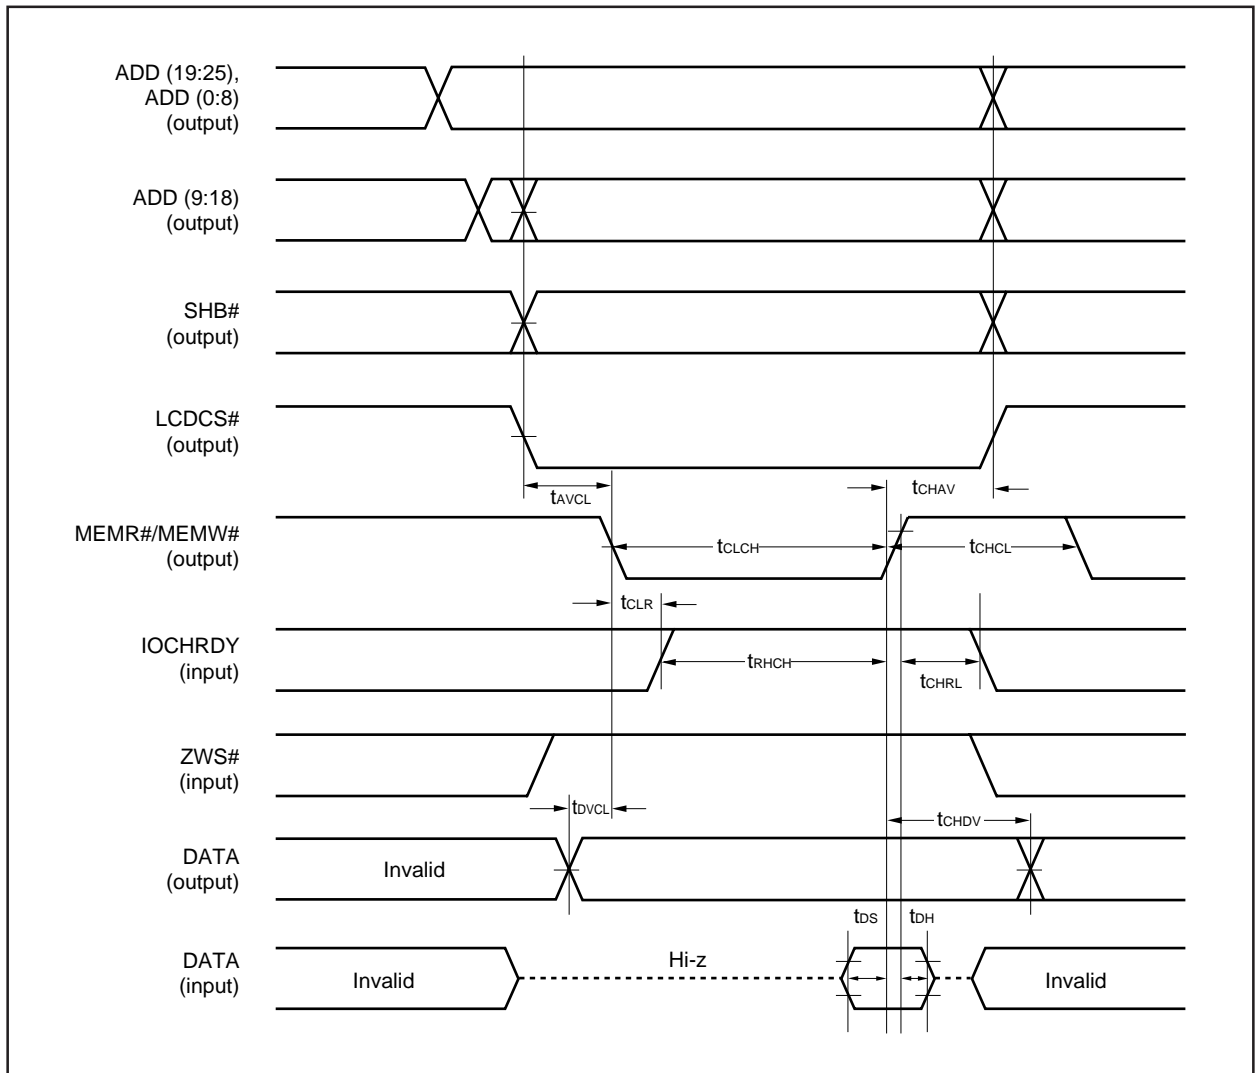 ADD (19:25),
ADD (0:8)
(output)
ADD (9:18)
(output)
SHB#
(output)
LCDCS#
(output)
tAVCL
tCHAV
MEMR#/MEMW#
(output)
tCLCH
tCHCL
tCLR
IOCHRDY
(input)
tRHCH
tCHRL
ZWS#
(input)
tDVCL
tCHDV
DATA
(output)
Invalid
tDS
tDH
DATA
(input)
Invalid
Hi-z
Invalid